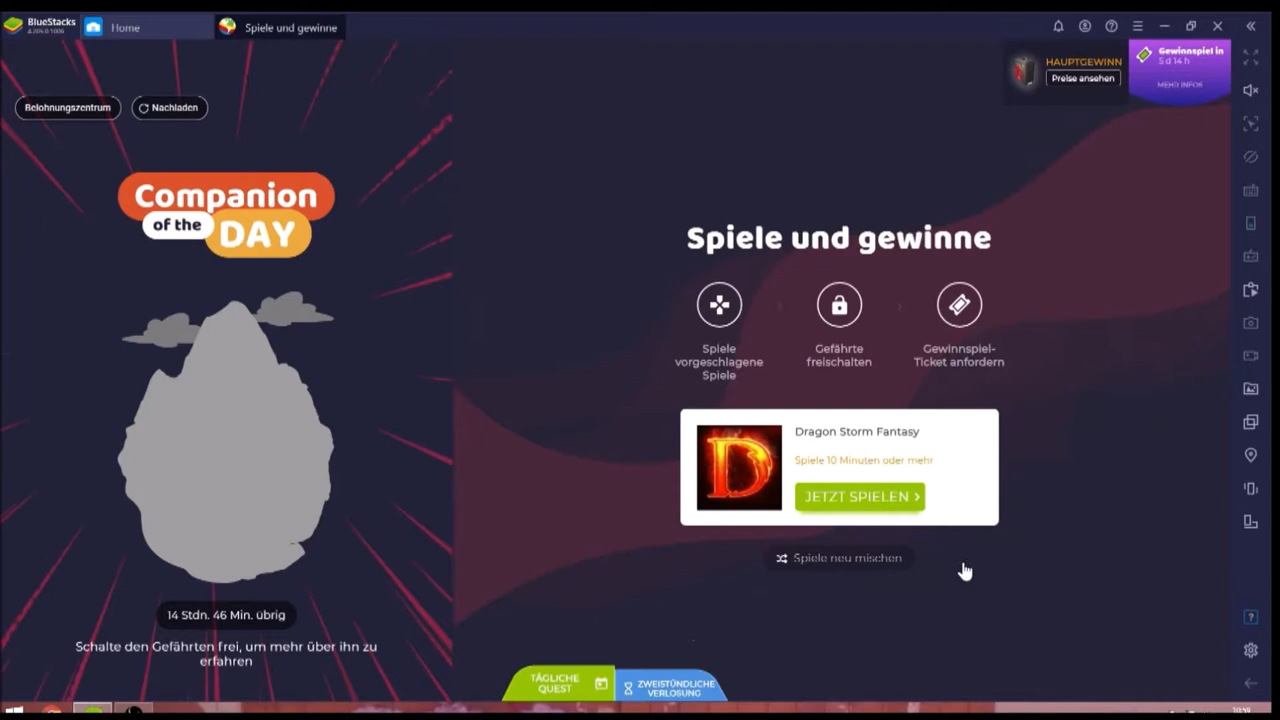 BlueStacks
Home
Spiele und gewinne
HAUPTGEWINN
Preise ansehen
Gewinnspiel in
5 d 14 h
MEHR INFOS
Belohnungszentrum
Nachladen
Companion
of the
DAY
14 Stdn. 46 Min. übrig
Schalte den Gefährten frei, um mehr über ihn zu
erfahren
Spiele und gewinne
Spiele
vorgeschlagene
Spiele
Gefährte
freischalten
Gewinnspiel-
Ticket anfordern
D
Dragon Storm Fantasy
Spiele 10 Minuten oder mehr
JETZT SPIELEN
Spiele neu mischen
TÄGLICHE
QUEST
ZWEISTÜNDLICHE
VERLOSUNG